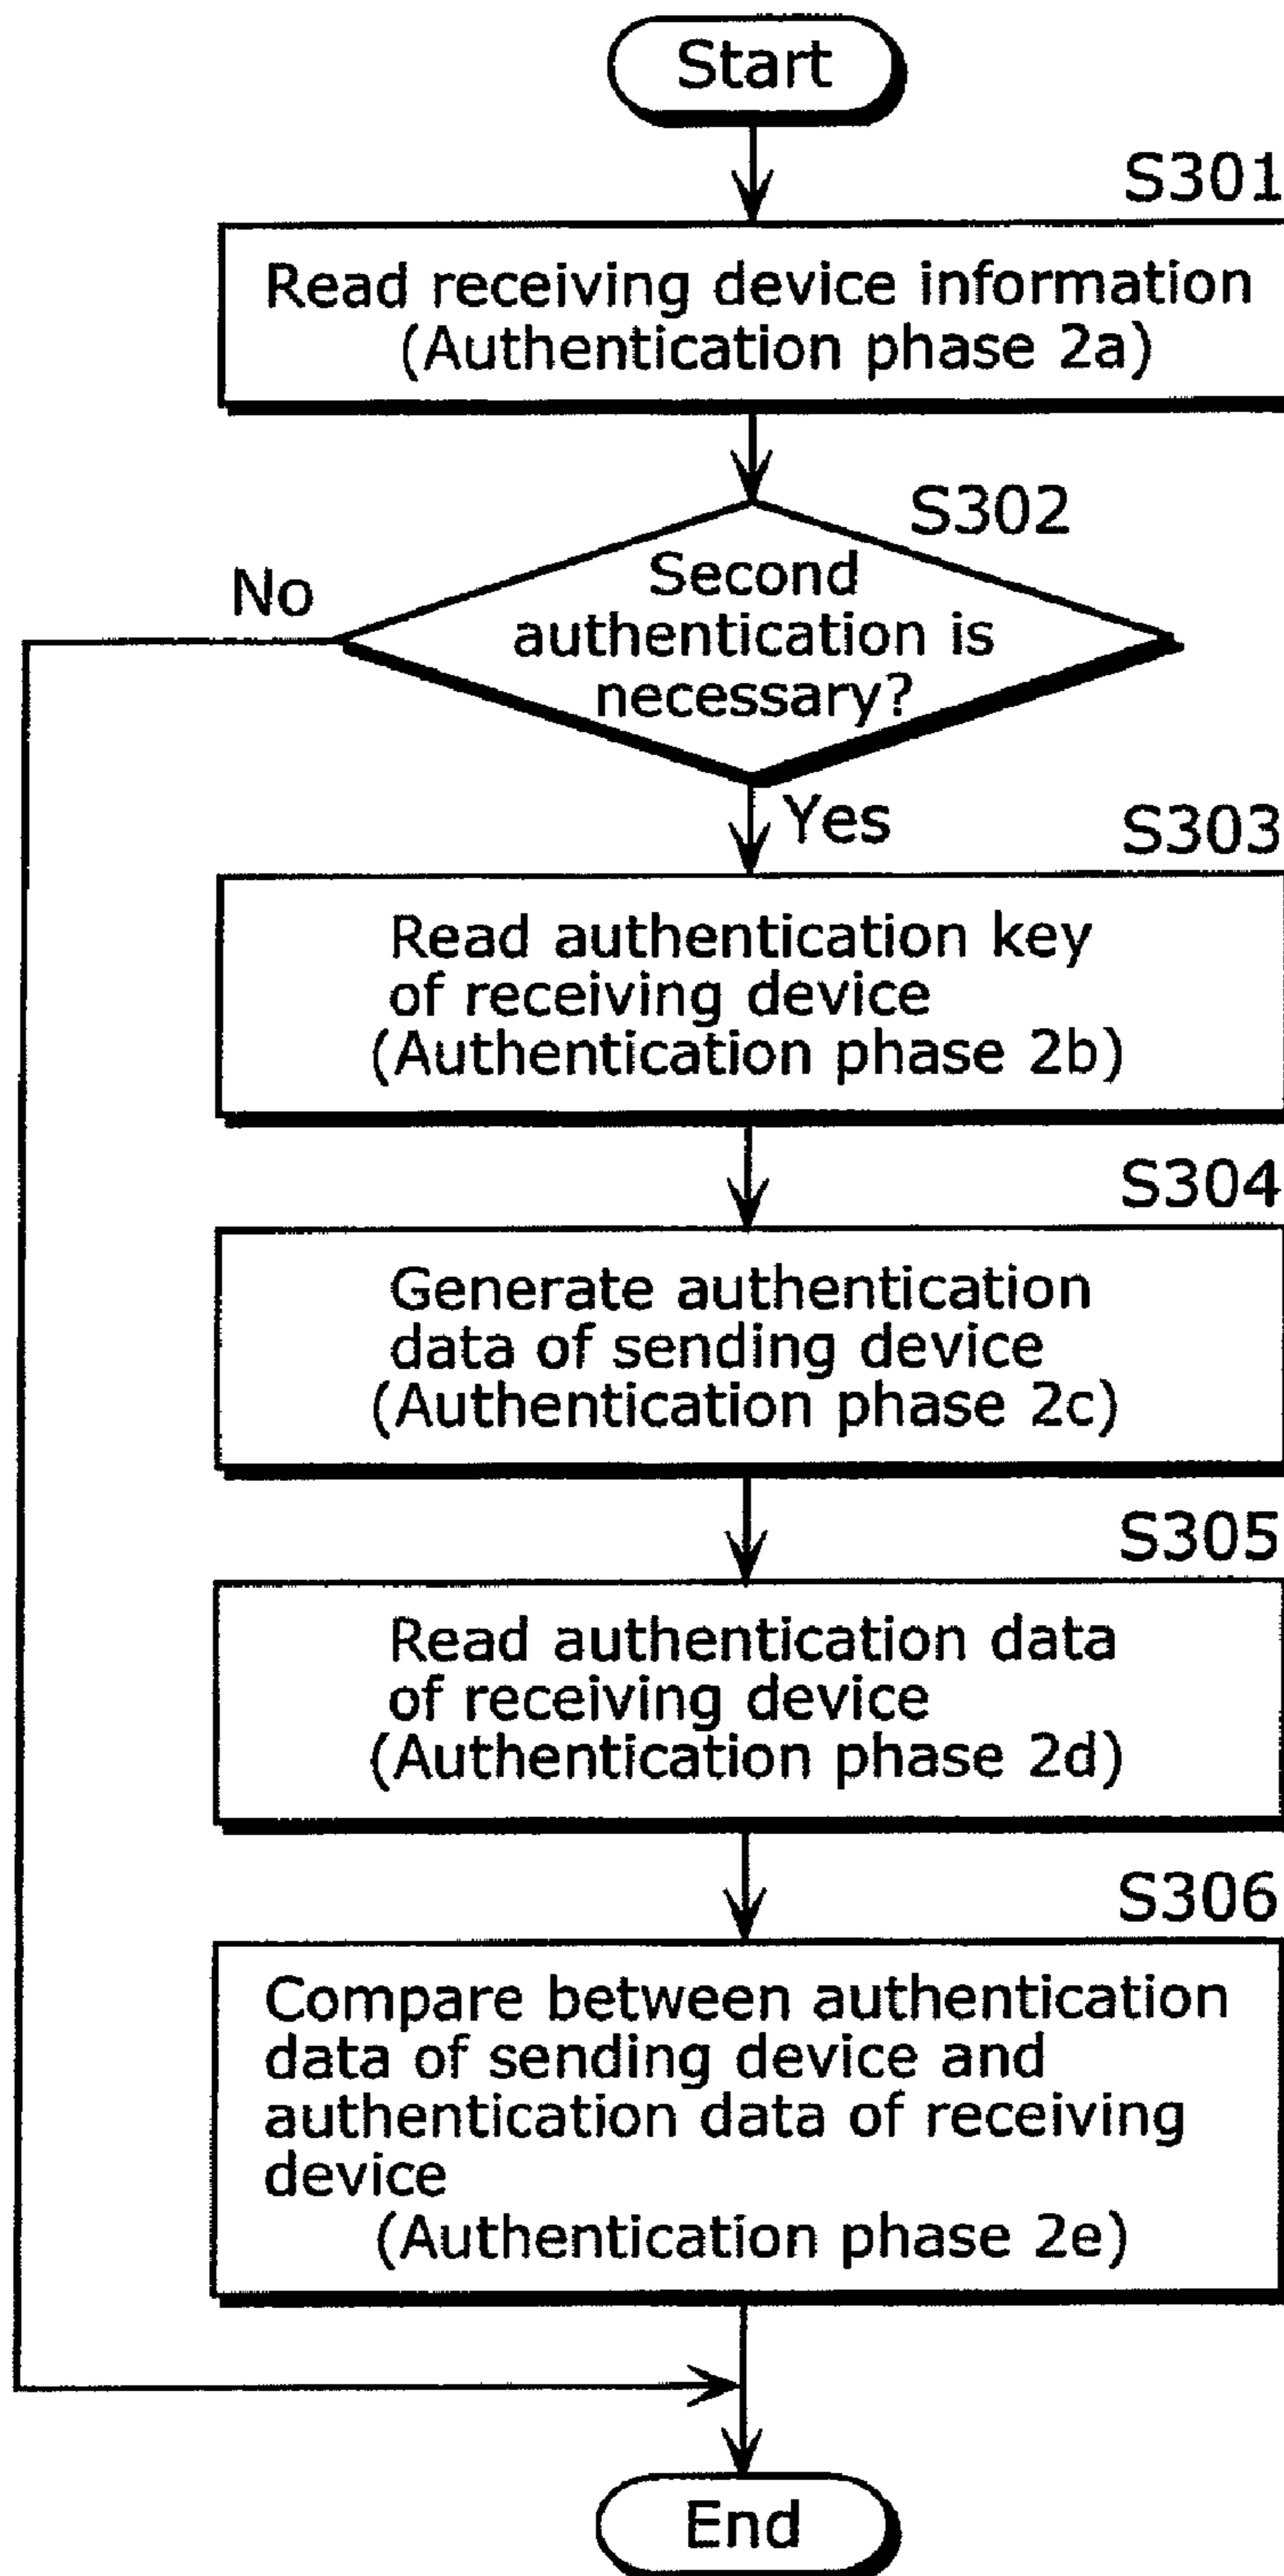 Start
S301
Read receiving device information
(Authentication phase 2a)
S302
Second
authentication is
necessary?
No
Yes
S303
Read authentication key
of receiving device
(Authentication phase 2b)
S304
Generate authentication
data of sending device
(Authentication phase 2c)
S305
Read authentication data
of receiving device
(Authentication phase 2d)
S306
Compare between authentication
data of sending device and
authentication data of receiving
device
(Authentication phase 2e)
End